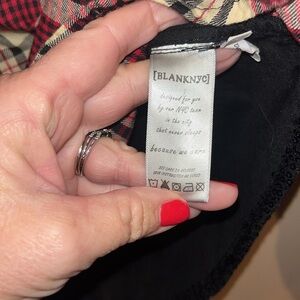 [BLANKNYC]
designed for you
by our NYC team
in the city
that never sleeps
because we care